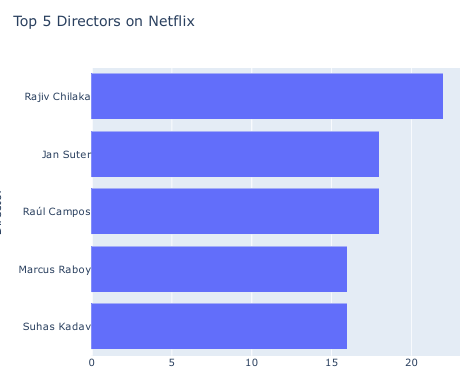 Top 5 Directors on Netflix
Rajiv Chilaka
Jan Suter
Raúl Campos
Marcus Raboy
Suhas Kadav
0 5 10 15 20